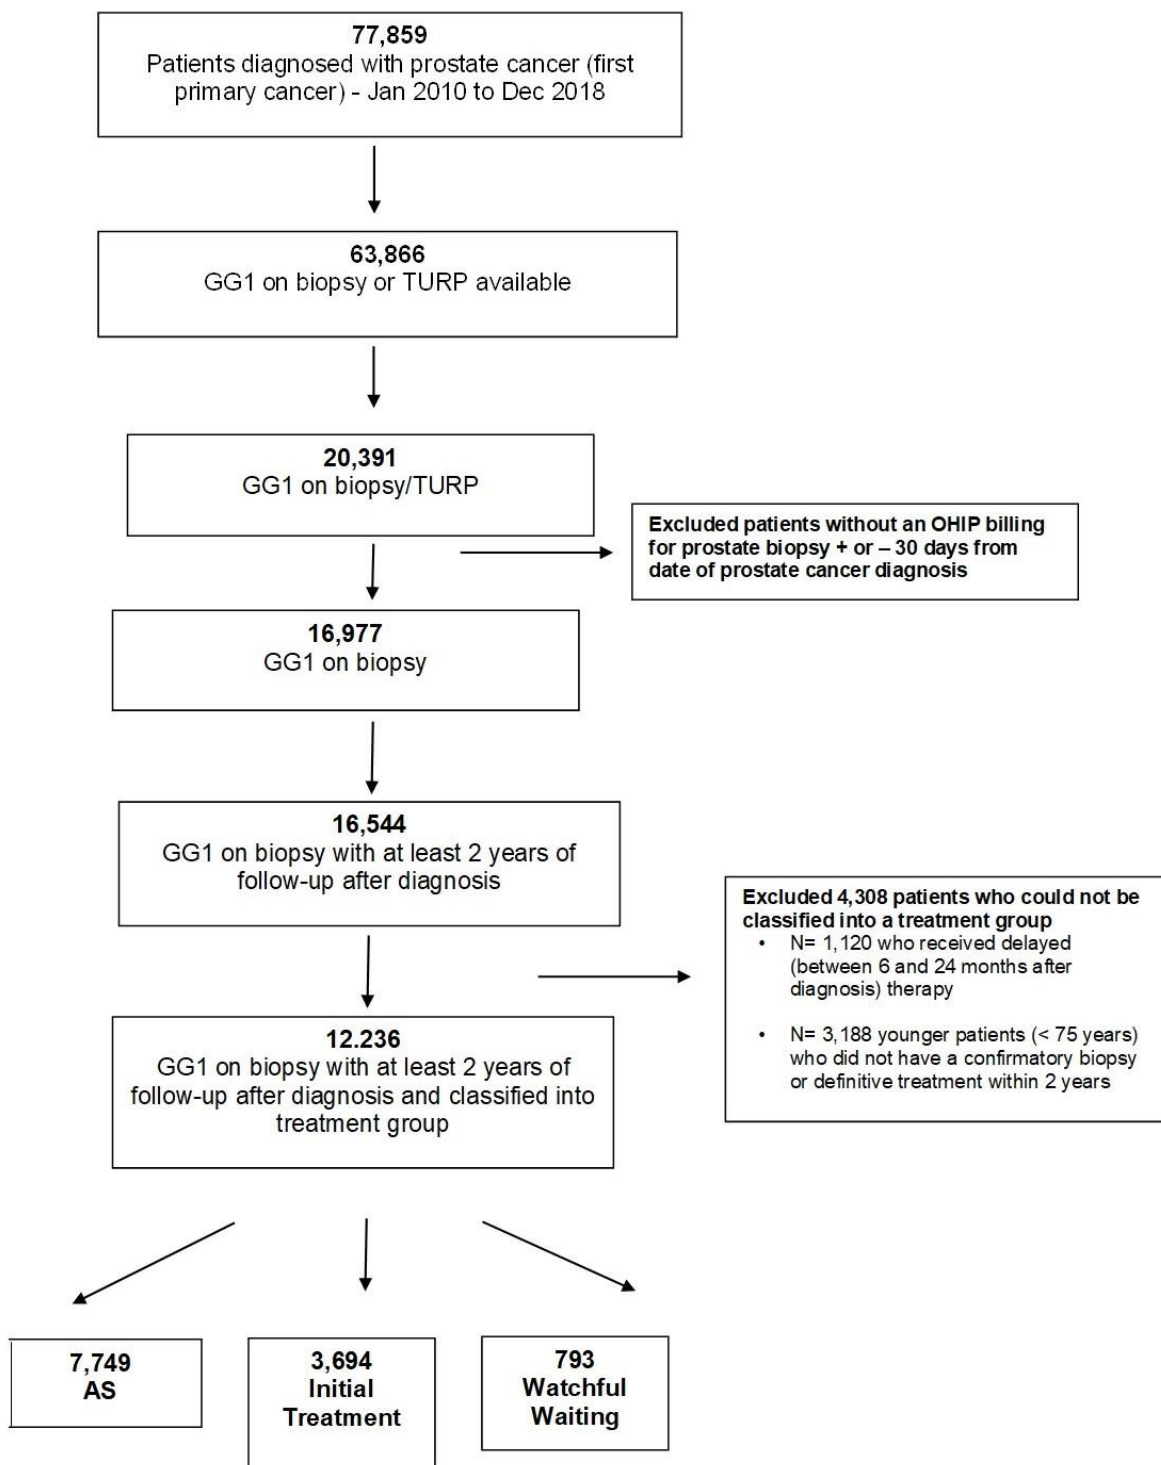 77,859
Patients diagnosed with prostate cancer (first
primary cancer) - Jan 2010 to Dec 2018
63,866
GG1 on biopsy or TURP available
20,391
GG1 on biopsy/TURP
Excluded patients without an OHIP billing
for prostate biopsy + or – 30 days from
date of prostate cancer diagnosis
16,977
GG1 on biopsy
16,544
GG1 on biopsy with at least 2 years of
follow-up after diagnosis
Excluded 4,308 patients who could not be
classified into a treatment group
• N= 1,120 who received delayed
(between 6 and 24 months after
diagnosis) therapy
• N= 3,188 younger patients (< 75 years)
who did not have a confirmatory biopsy
or definitive treatment within 2 years
12.236
GG1 on biopsy with at least 2 years of
follow-up after diagnosis and classified into
treatment group
7,749
AS
3,694
Initial
Treatment
793
Watchful
Waiting